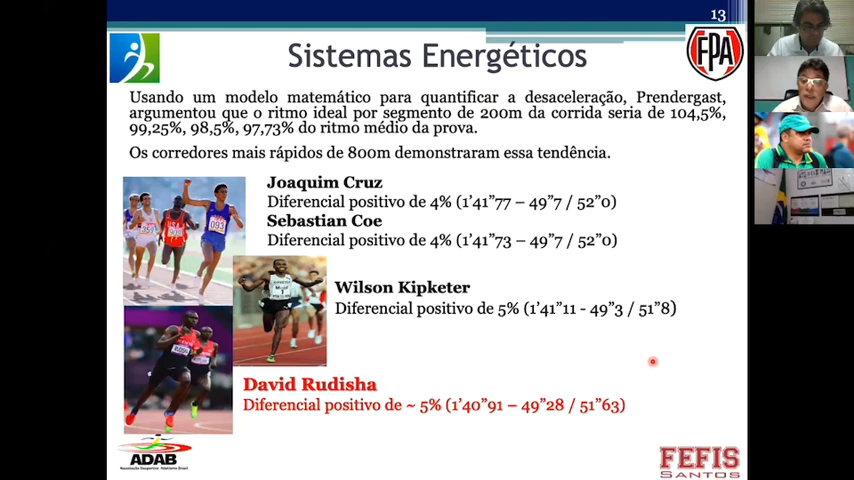 13
Sistemas Energéticos
FPA
Usando um modelo matemático para quantificar a desaceleração, Prendergast,
argumentou que o ritmo ideal por segmento de 200m da corrida seria de 104,5%,
99,25%, 98,5%, 97,73% do ritmo médio da prova.
Os corredores mais rápidos de 800m demonstraram essa tendência.
Joaquim Cruz
Diferencial positivo de 4% (1'41”77 – 49”7 / 52”0)
Sebastian Coe
Diferencial positivo de 4% (1'41”73 – 49”7 / 52”0)
Wilson Kipketer
Diferencial positivo de 5% (1'41”11 - 49”3 / 51”8)
David Rudisha
Diferencial positivo de ~ 5% (1'40”91 – 49”28 / 51”63)
ADAB
FEFIS
SANTOS